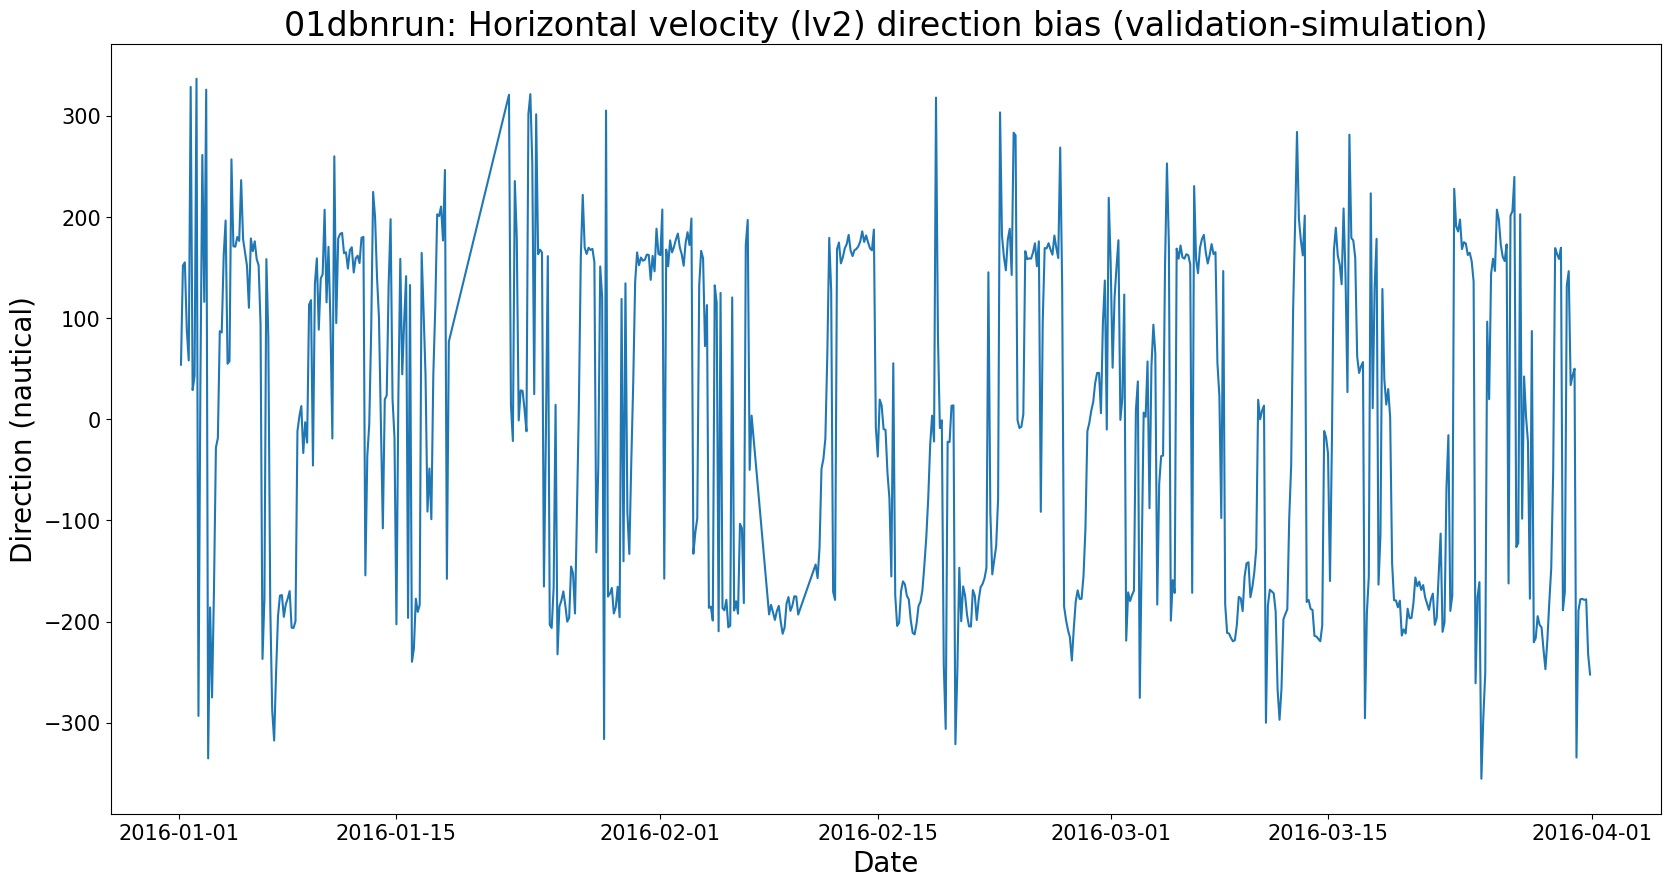 01dbnrun: Horizontal velocity (lv2) direction bias (validation-simulation)
Direction (nautical)
300
200
100
0
−100
−200
−300
2016-01-01 2016-01-15 2016-02-01 2016-02-15 2016-03-01 2016-03-15 2016-04-01
Date